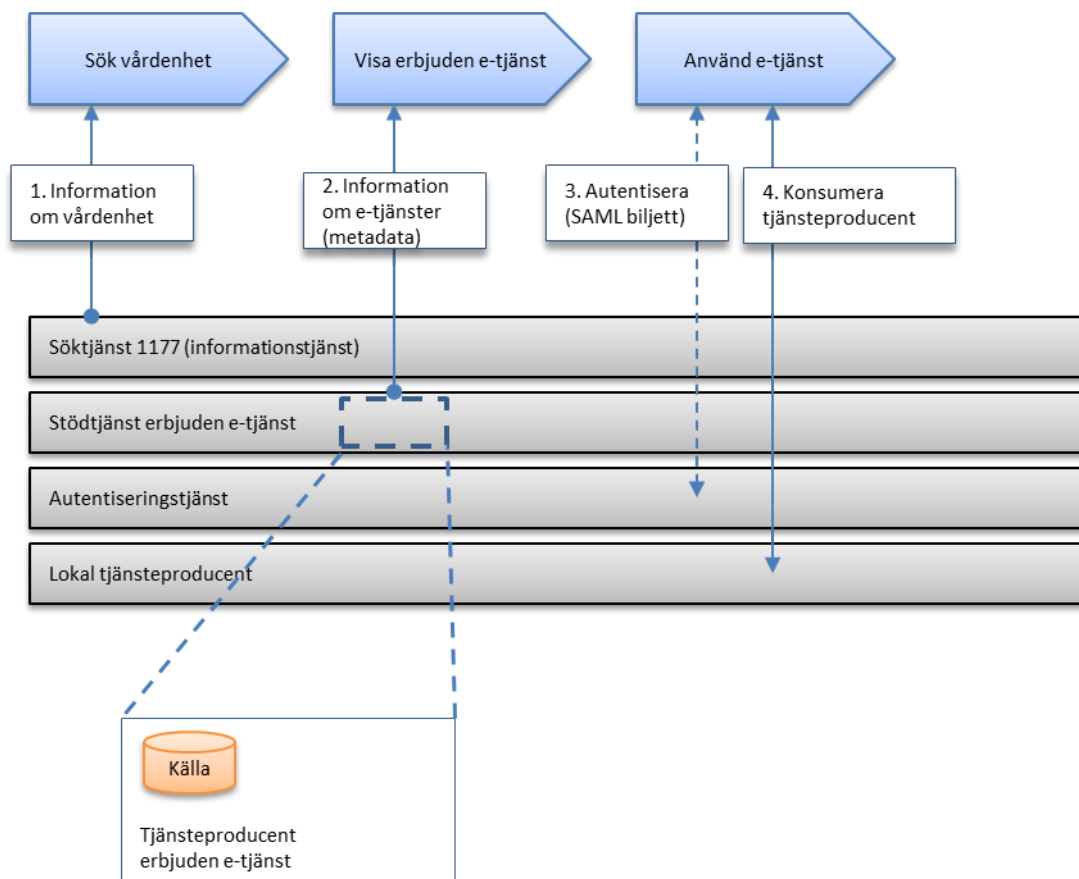 Sök vårdenhet
Visa erbjuden e-tjänst
Använd e-tjänst
1. Information
om vårdenhet
2. Information
om e-tjänster
(metadata)
3. Autentisera
(SAML biljett)
4. Konsumera
tjänsteproducent
Söktjänst 1177 (informationstjänst)
Stödtjänst erbjuden e-tjänst
Autentiseringstjänst
Lokal tjänsteproducent
Källa
Tjänsteproducent
erbjuden e-tjänst